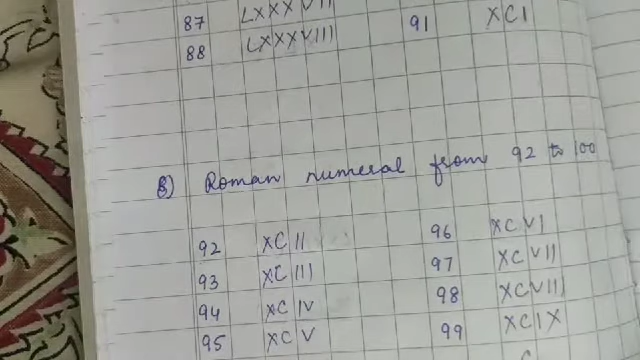 87 LXXXVII 91 XCI
88 LXXXVIII
8) Roman numeral from 92 to 100
92 XCII 96 XCVI
93 XCIII 97 XCVII
94 XCIV 98 XCVIII
95 XCV 99 XCIX